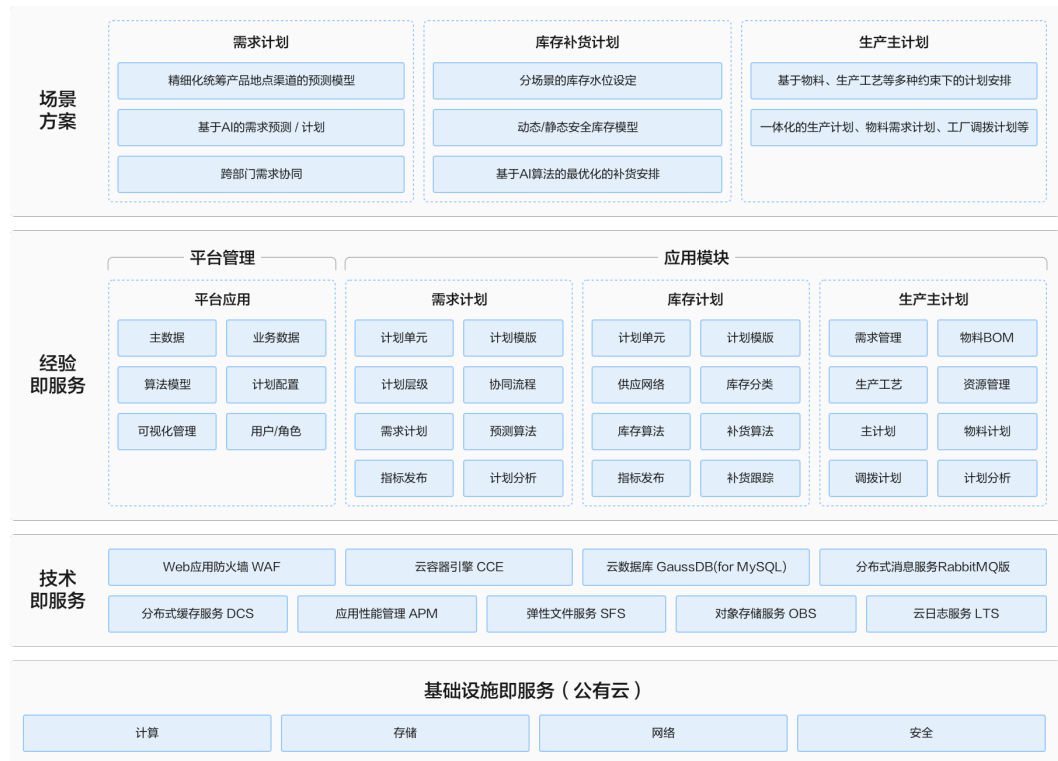 场景
方案
需求计划
精细化统筹产品地点渠道的预测模型
基于AI的需求预测 / 计划
跨部门需求协同
库存补货计划
分场景的库存水位设定
动态/静态安全库存模型
基于AI算法的最优化的补货安排
生产主计划
基于物料、生产工艺等多种约束下的计划安排
一体化的生产计划、物料需求计划、工厂调拨计划等
经验
即服务
平台管理
平台应用
主数据
业务数据
算法模型
计划配置
可视化管理
用户/角色
应用模块
需求计划
计划单元
计划模版
计划层级
协同流程
需求计划
预测算法
指标发布
计划分析
库存计划
计划单元
计划模版
供应网络
库存分类
库存算法
补货算法
指标发布
补货跟踪
生产主计划
需求管理
物料BOM
生产工艺
资源管理
主计划
物料计划
调拨计划
计划分析
技术
即服务
Web应用防火墙 WAF
云容器引擎 CCE
云数据库 GaussDB(for MySQL)
分布式消息服务RabbitMQ版
分布式缓存服务 DCS
应用性能管理 APM
弹性文件服务 SFS
对象存储服务 OBS
云日志服务 LTS
基础设施即服务（公有云）
计算
存储
网络
安全